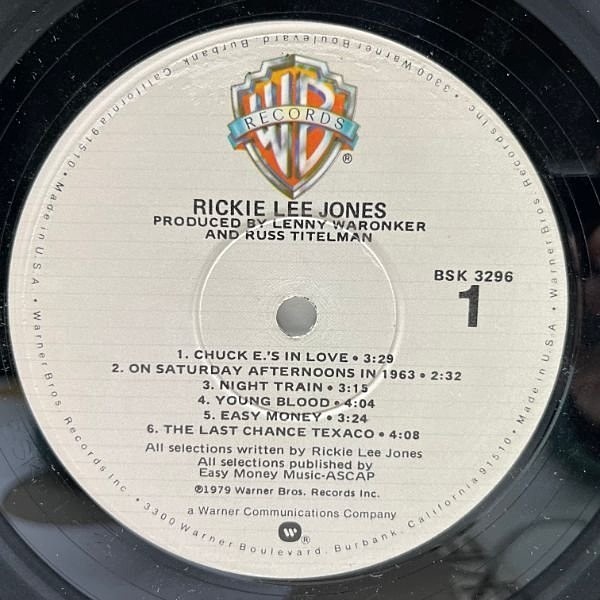 WB
RECORDS
®
RICKIE LEE JONES
PRODUCED BY LENNY WARONKER
AND RUSS TITELMAN
BSK 3296
1
1. CHUCK E.'S IN LOVE • 3:29
2. ON SATURDAY AFTERNOONS IN 1963 • 2:32
3. NIGHT TRAIN • 3:15
4. YOUNG BLOOD • 4:04
5. EASY MONEY • 3:24
6. THE LAST CHANCE TEXACO • 4:08
All selections written by Rickie Lee Jones
All selections published by
Easy Money Music-ASCAP
℗1979 Warner Bros. Records Inc.
a Warner Communications Company
W
®
Made in U.S.A. • Warner Bros. Records Inc. • 3300 Warner Boulevard, Burbank, California 91510 • Made in U.S.A. • Warner Bros. Records Inc. • 3300 Warner Boulevard, Burbank, California 91510 •